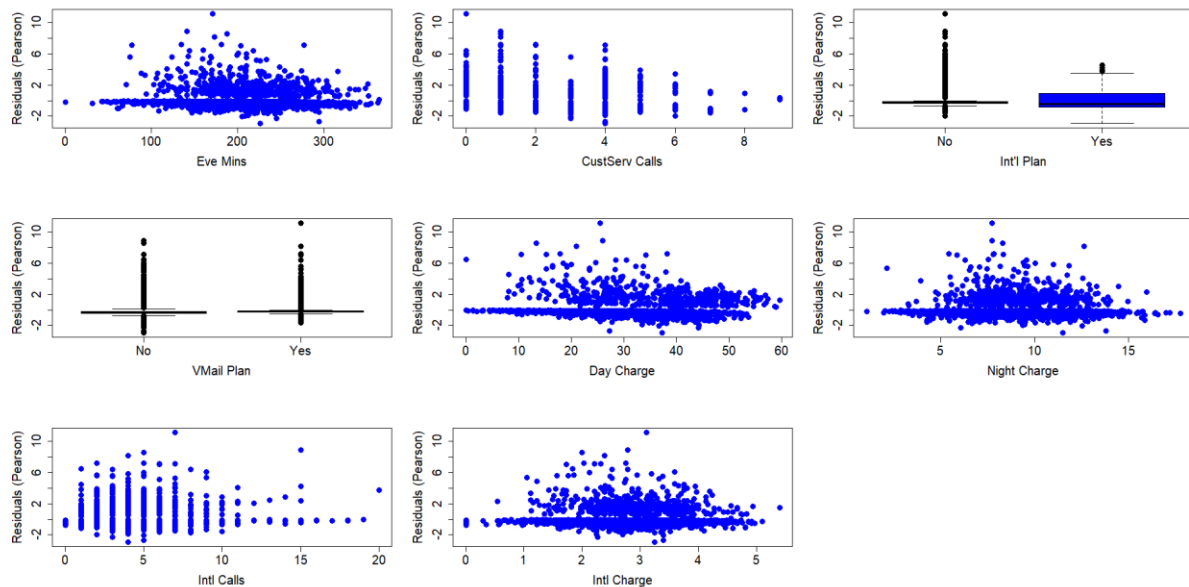 Residuals (Pearson)
-2 2 6 10
0 100 200 300
Eve Mins
Residuals (Pearson)
-2 2 6 10
0 2 4 6 8
CustServ Calls
Residuals (Pearson)
-2 2 6 10
No Yes
Int'l Plan
Residuals (Pearson)
-2 2 6 10
No Yes
VMail Plan
Residuals (Pearson)
-2 2 6 10
0 10 20 30 40 50 60
Day Charge
Residuals (Pearson)
-2 2 6 10
5 10 15
Night Charge
Residuals (Pearson)
-2 2 6 10
0 5 10 15 20
Intl Calls
Residuals (Pearson)
-2 2 6 10
0 1 2 3 4 5
Intl Charge